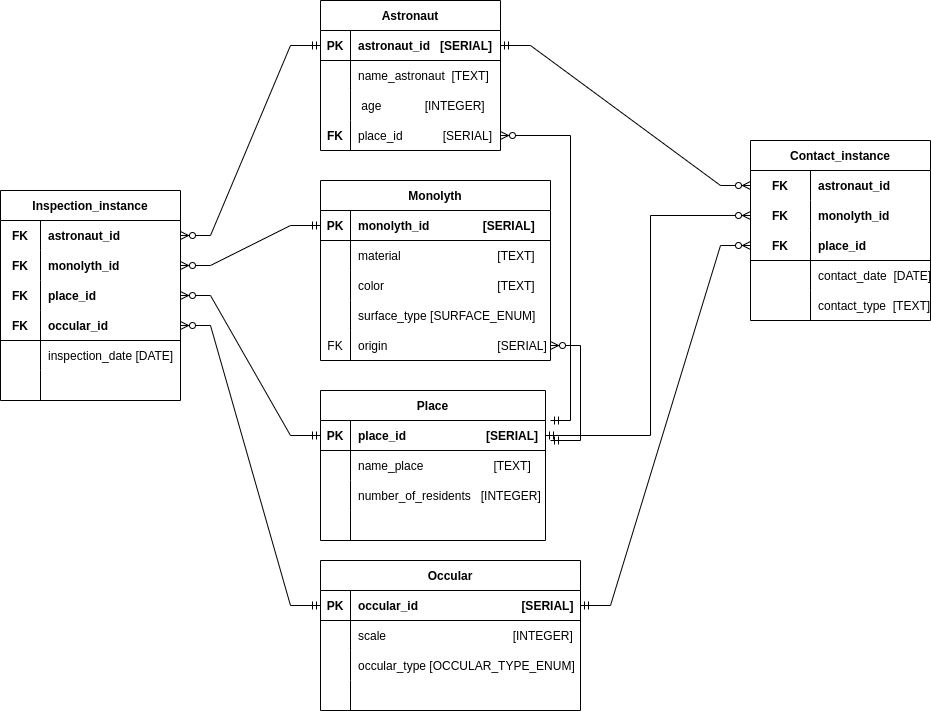 Astronaut
PK astronaut_id [SERIAL]
name_astronaut [TEXT]
age [INTEGER]
FK place_id [SERIAL]
Inspection_instance
FK astronaut_id
FK monolyth_id
FK place_id
FK occular_id
inspection_date [DATE]
Monolyth
PK monolyth_id [SERIAL]
material [TEXT]
color [TEXT]
surface_type [SURFACE_ENUM]
FK origin [SERIAL]
Contact_instance
FK astronaut_id
FK monolyth_id
FK place_id
contact_date [DATE]
contact_type [TEXT]
Place
PK place_id [SERIAL]
name_place [TEXT]
number_of_residents [INTEGER]
Occular
PK occular_id [SERIAL]
scale [INTEGER]
occular_type [OCCULAR_TYPE_ENUM]